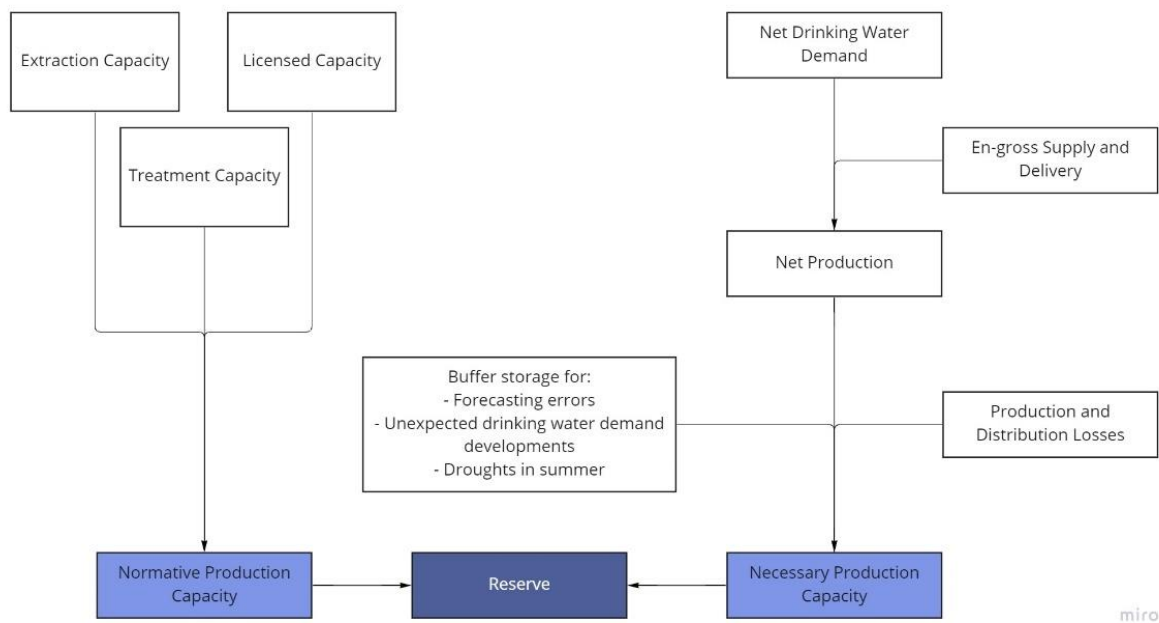 Extraction Capacity
Licensed Capacity
Treatment Capacity
Net Drinking Water
Demand
En-gross Supply and
Delivery
Net Production
Buffer storage for:
- Forecasting errors
- Unexpected drinking water demand
developments
- Droughts in summer
Production and
Distribution Losses
Normative Production
Capacity
Reserve
Necessary Production
Capacity
miro